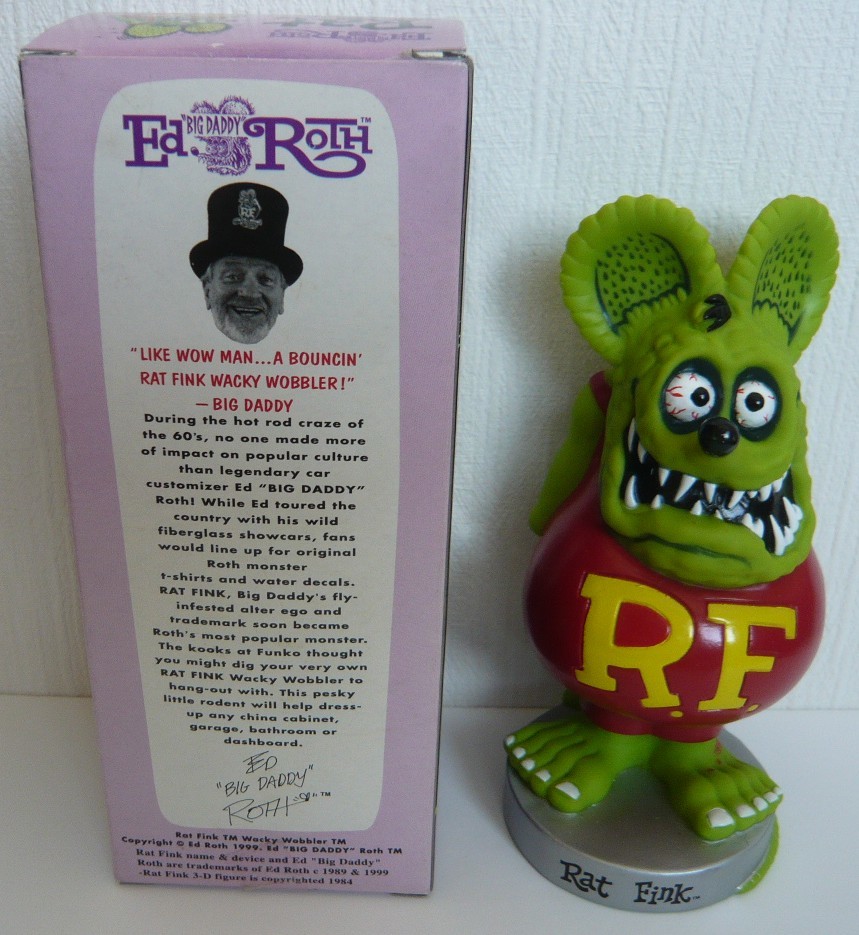 Ed. "BIG DADDY" ROTH™
R.F.
"LIKE WOW MAN...A BOUNCIN'
RAT FINK WACKY WOBBLER!"
— BIG DADDY
During the hot rod craze of
the 60's, no one made more
of impact on popular culture
than legendary car
customizer Ed "BIG DADDY"
Roth! While Ed toured the
country with his wild
fiberglass showcars, fans
would line up for original
Roth monster
t-shirts and water decals.
RAT FINK, Big Daddy's fly-
infested alter ego and
trademark soon became
Roth's most popular monster.
The kooks at Funko thought
you might dig your very own
RAT FINK Wacky Wobbler to
hang-out with. This pesky
little rodent will help dress-
up any china cabinet,
garage, bathroom or
dashboard.
ED
"BIG DADDY"
ROTH ™
Rat Fink TM Wacky Wobbler TM
Copyright © Ed Roth 1999. Ed "BIG DADDY" Roth TM
Rat Fink name & device and Ed "Big Daddy"
Roth are trademarks of Ed Roth c 1989 & 1999
-Rat Fink 3-D figure is copyrighted 1984
R.F.
Rat Fink™